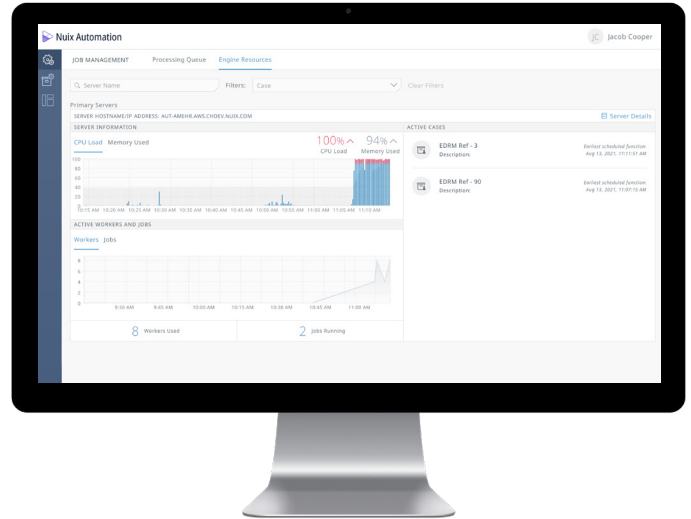 Nuix Automation
JC Jacob Cooper
JOB MANAGEMENT Processing Queue Engine Resources
Server Name Filters: Case Clear Filters
Primary Servers
SERVER HOSTNAME/IP ADDRESS: AUT-AMEHR.AWS.CHDEV.NUIX.COM Server Details
SERVER INFORMATION
CPU Load Memory Used
100% 94%
CPU Load Memory Used
100
80
60
40
20
0
10:15 AM 10:20 AM 10:25 AM 10:30 AM 10:35 AM 10:40 AM 10:45 AM 10:50 AM 10:55 AM 11:00 AM 11:05 AM 11:10 AM
ACTIVE WORKERS AND JOBS
Workers Jobs
8
6
4
2
0
9:30 AM 9:45 AM 10:00 AM 10:15 AM 10:30 AM 10:45 AM 11:00 AM
8 Workers Used 2 Jobs Running
ACTIVE CASES
EDRM Ref - 3 Earliest scheduled function:
Description: Aug 13, 2021, 11:11:51 AM
EDRM Ref - 90 Earliest scheduled function:
Description: Aug 13, 2021, 11:07:15 AM